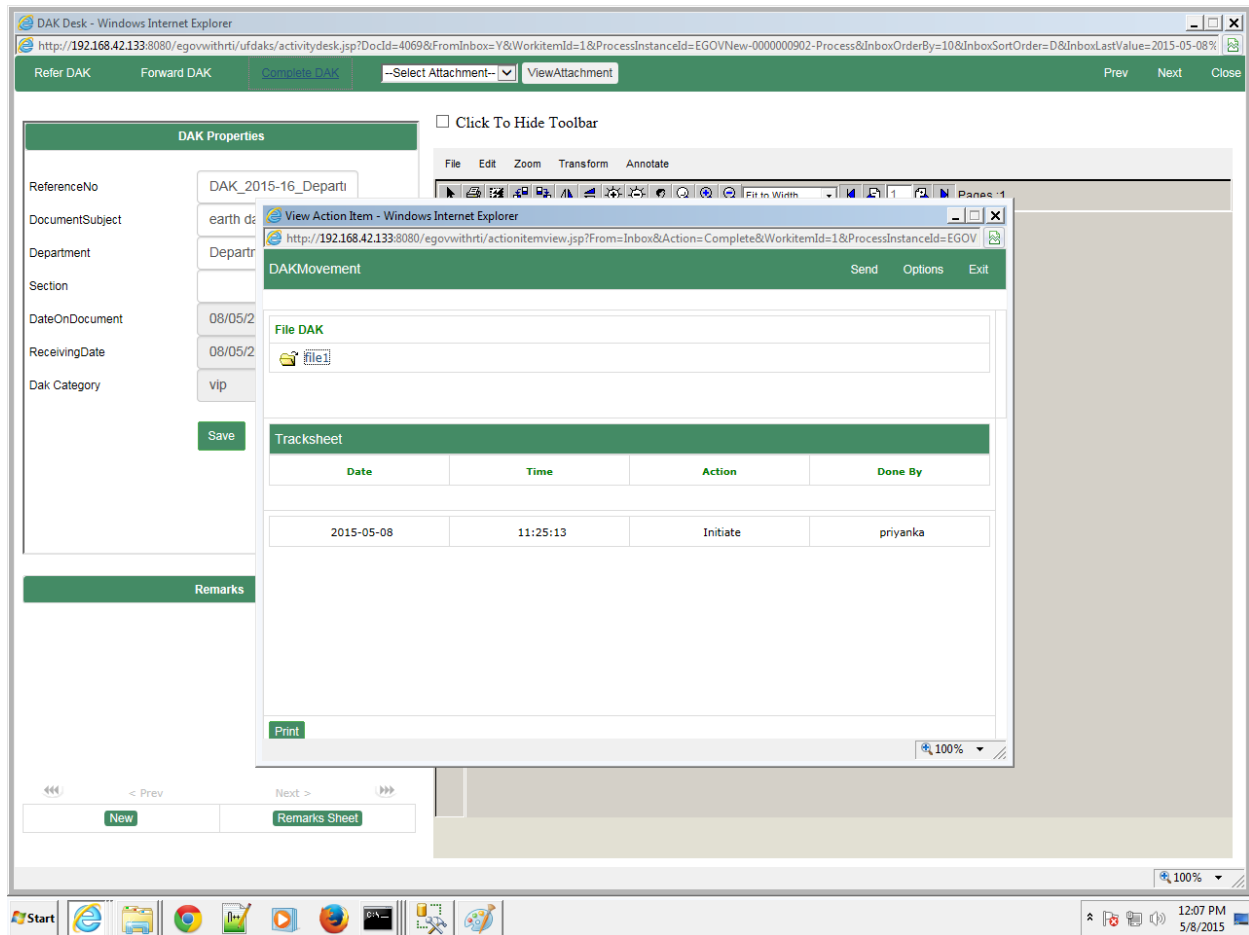 DAK Desk - Windows Internet Explorer
http://192.168.42.133:8080/egovwithrti/ufdaks/activitydesk.jsp?DocId=4069&FromInbox=Y&WorkitemId=1&ProcessInstanceId=EGOVNew-0000000902-Process&InboxOrderBy=10&InboxSortOrder=D&InboxLastValue=2015-05-08%
Refer DAK Forward DAK Complete DAK --Select Attachment-- ViewAttachment Prev Next Close
Click To Hide Toolbar
DAK Properties
File Edit Zoom Transform Annotate
ReferenceNo DAK_2015-16_Departi
Fit to Width 1 Pages :1
DocumentSubject earth da
Department Departr
Section
DateOnDocument 08/05/2
ReceivingDate 08/05/2
Dak Category vip
Save
View Action Item - Windows Internet Explorer
http://192.168.42.133:8080/egovwithrti/actionitemview.jsp?From=Inbox&Action=Complete&WorkitemId=1&ProcessInstanceId=EGOV
DAKMovement Send Options Exit
File DAK
file1
Tracksheet
Date Time Action Done By
2015-05-08 11:25:13 Initiate priyanka
Print
100%
Remarks
< Prev Next >
New Remarks Sheet
100%
Start
C:\_
12:07 PM
5/8/2015